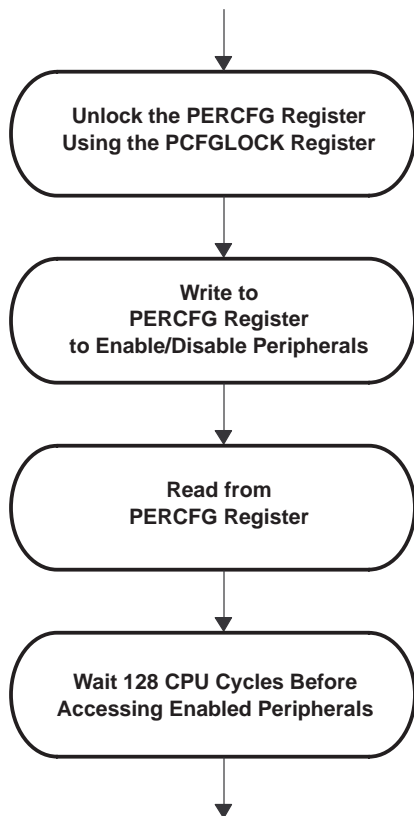 Unlock the PERCFG Register
Using the PCFGLOCK Register
Write to
PERCFG Register
to Enable/Disable Peripherals
Read from
PERCFG Register
Wait 128 CPU Cycles Before
Accessing Enabled Peripherals